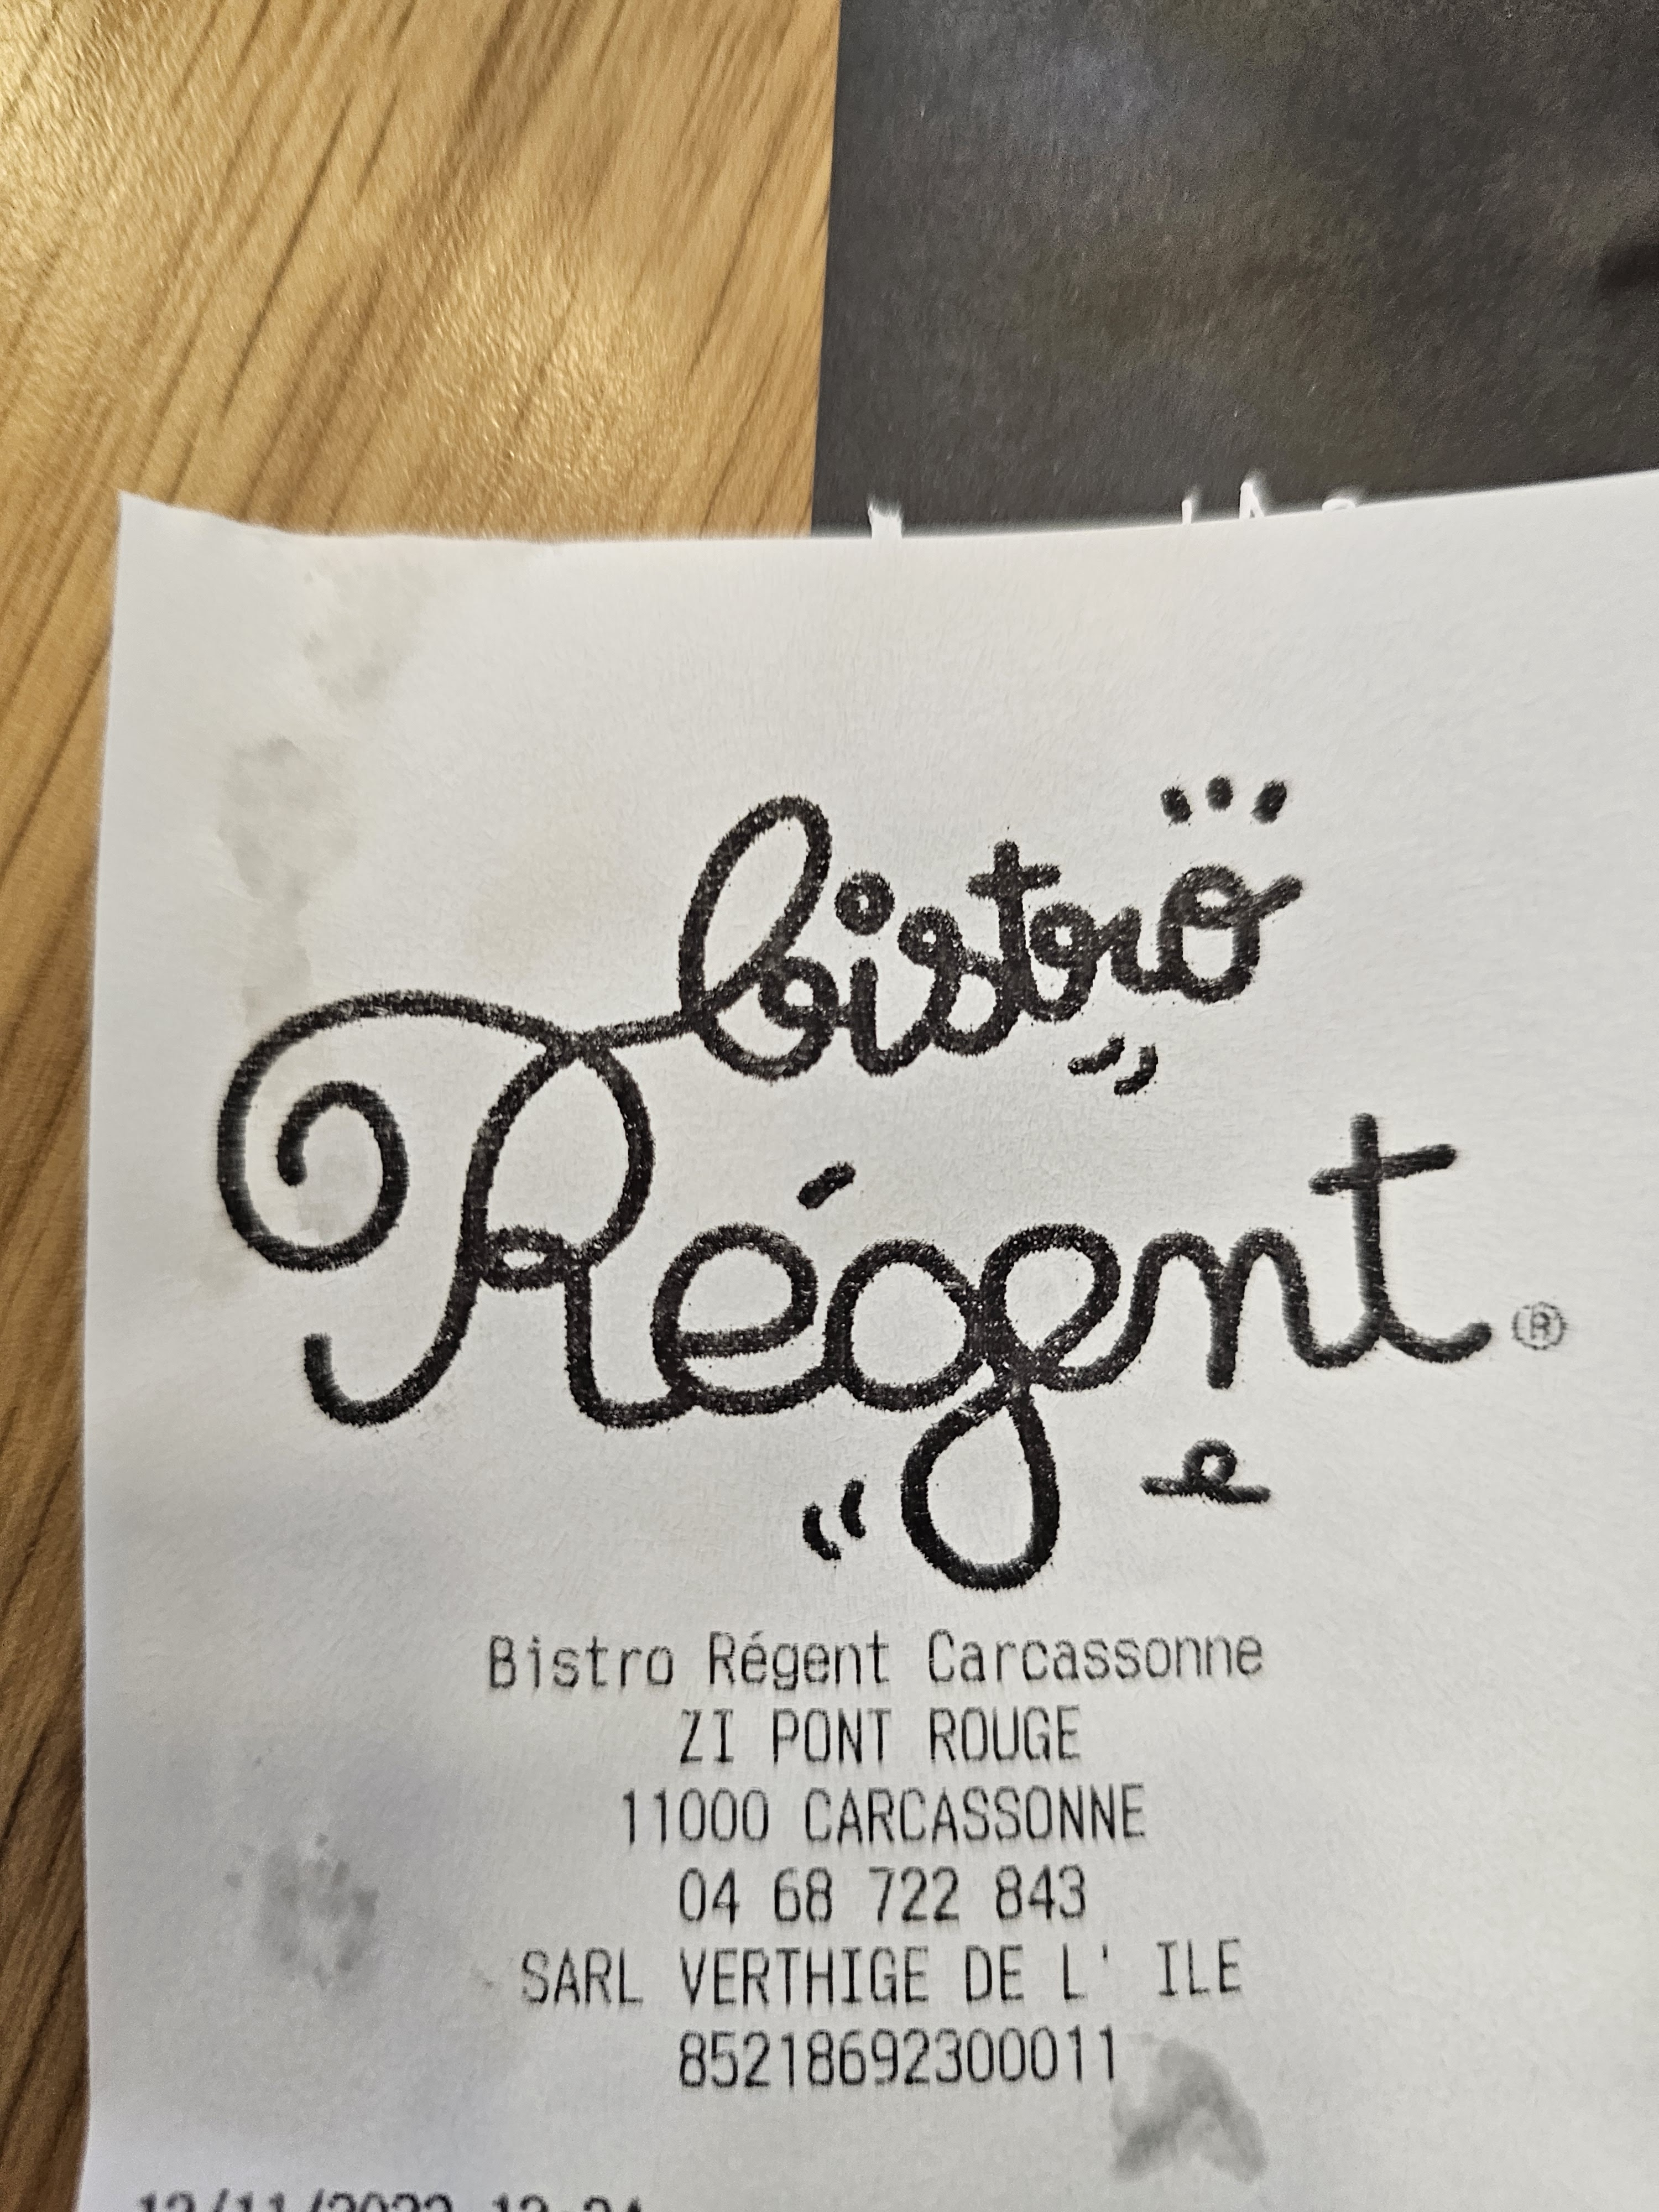 bistro
Régent ®
Bistro Régent Carcassonne
ZI PONT ROUGE
11000 CARCASSONNE
04 68 722 843
SARL VERTHIGE DE L' ILE
85218692300011